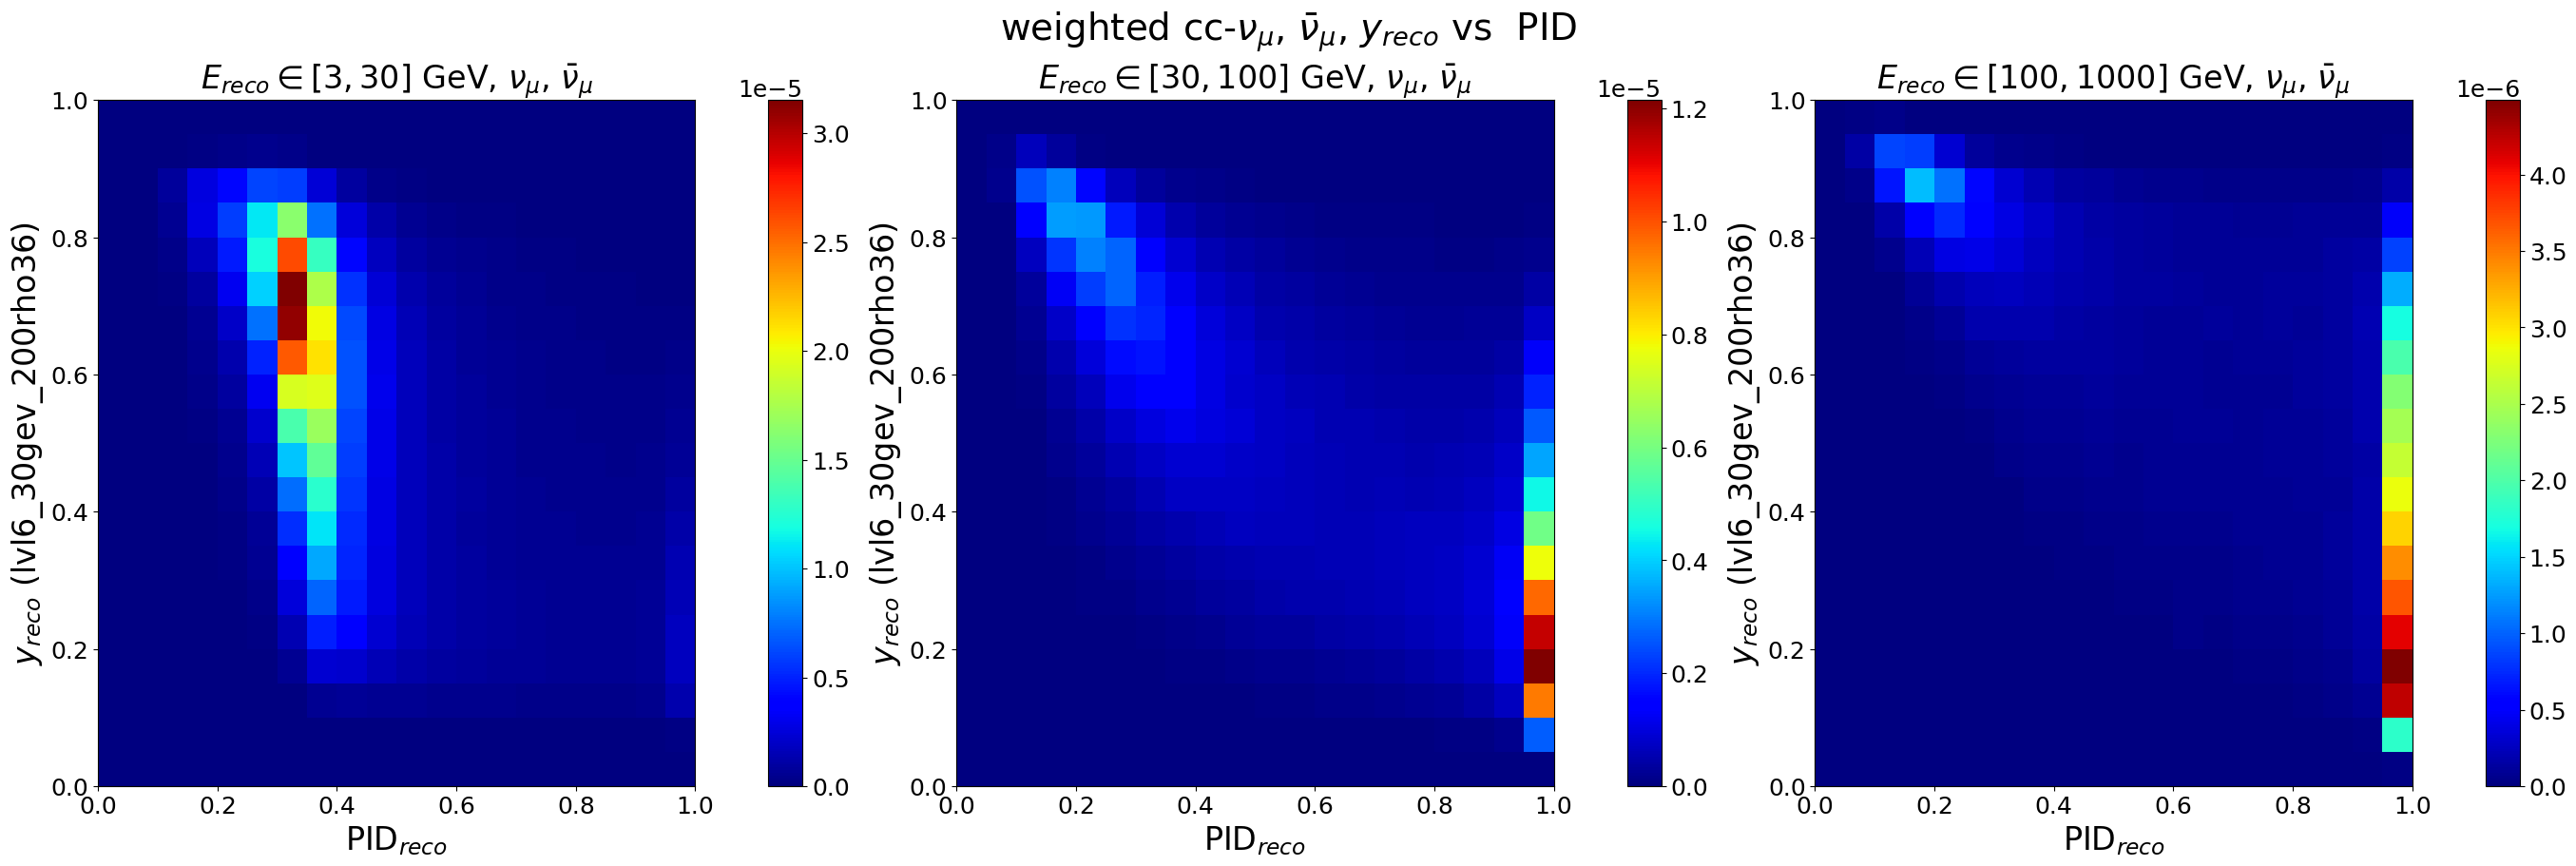 weighted cc-νμ, ν̄μ, yreco vs PID
Ereco ∈ [3, 30] GeV, νμ, ν̄μ
1e−5
1.0
0.8
0.6
0.4
0.2
0.0
yreco (lvl6_30gev_200rho36)
0.0 0.2 0.4 0.6 0.8 1.0
PIDreco
3.0
2.5
2.0
1.5
1.0
0.5
0.0
Ereco ∈ [30, 100] GeV, νμ, ν̄μ
1e−5
1.0
0.8
0.6
0.4
0.2
0.0
yreco (lvl6_30gev_200rho36)
0.0 0.2 0.4 0.6 0.8 1.0
PIDreco
1.2
1.0
0.8
0.6
0.4
0.2
0.0
Ereco ∈ [100, 1000] GeV, νμ, ν̄μ
1e−6
1.0
0.8
0.6
0.4
0.2
0.0
yreco (lvl6_30gev_200rho36)
0.0 0.2 0.4 0.6 0.8 1.0
PIDreco
4.0
3.5
3.0
2.5
2.0
1.5
1.0
0.5
0.0